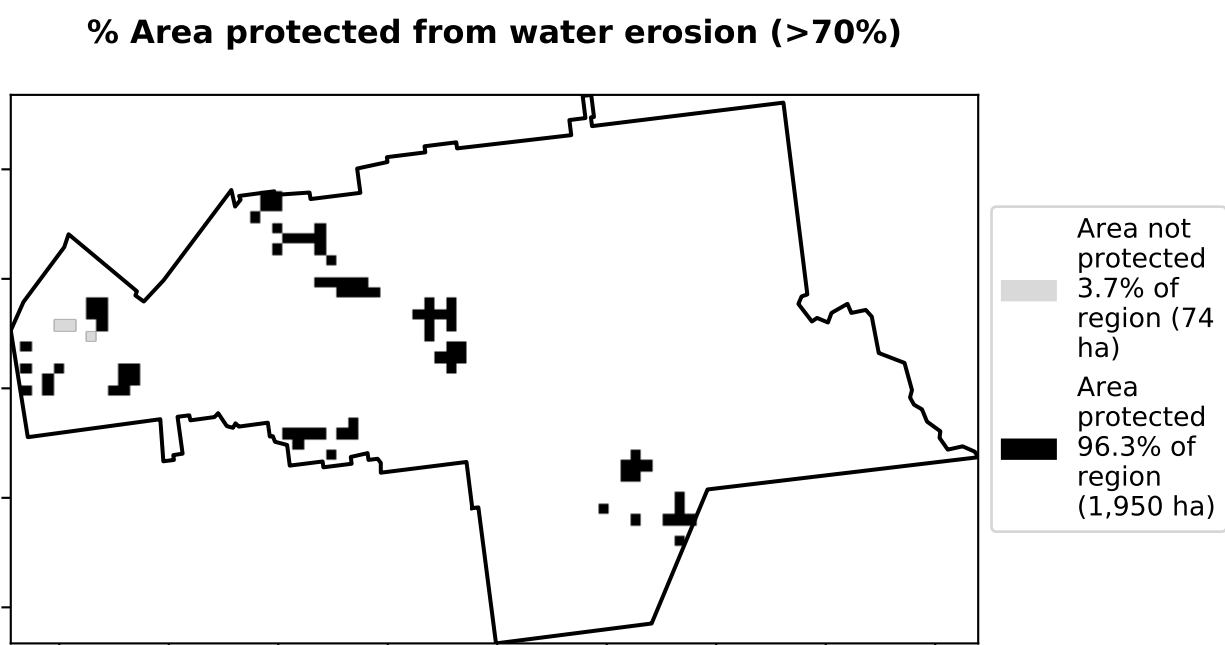 % Area protected from water erosion (>70%)
Area not
protected
3.7% of
region (74
ha)
Area
protected
96.3% of
region
(1,950 ha)